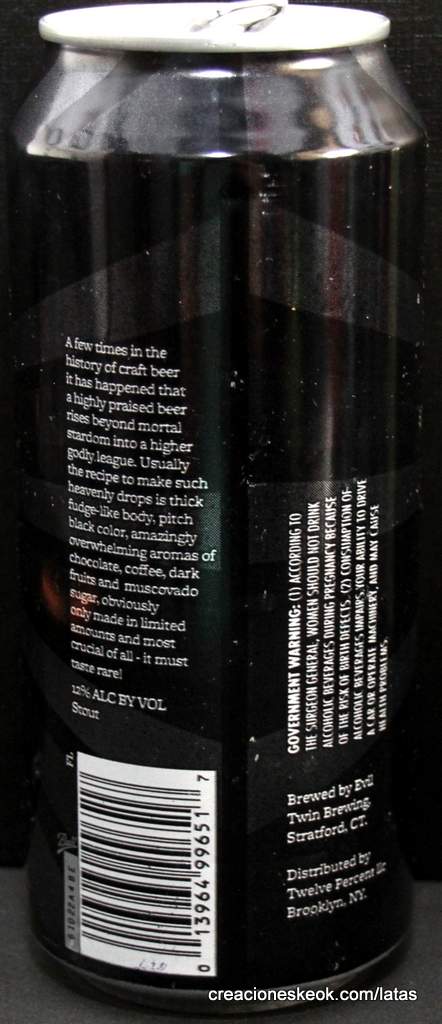 A few times in the
history of craft beer
it has happened that
a highly praised beer
rises beyond mortal
stardom into a higher
godly league. Usually
the recipe to make such
heavenly drops is thick
fudge-like body, pitch
black color, amazingly
overwhelming aromas of
chocolate, coffee, dark
fruits and muscovado
sugar, obviously
only made in limited
amounts and most
crucial of all - it must
taste rare!
12% ALC BY VOL
Stout
FL
0 13964 99651 7
GOVERNMENT WARNING: (1) ACCORDING TO
THE SURGEON GENERAL, WOMEN SHOULD NOT DRINK
ALCOHOLIC BEVERAGES DURING PREGNANCY BECAUSE
OF THE RISK OF BIRTH DEFECTS. (2) CONSUMPTION OF
ALCOHOLIC BEVERAGES IMPAIRS YOUR ABILITY TO DRIVE
A CAR OR OPERATE MACHINERY, AND MAY CAUSE
HEALTH PROBLEMS.
Brewed by Evil
Twin Brewing,
Stratford, CT.
Distributed by
Twelve Percent llc
Brooklyn, NY.
creacioneskeok.com/latas